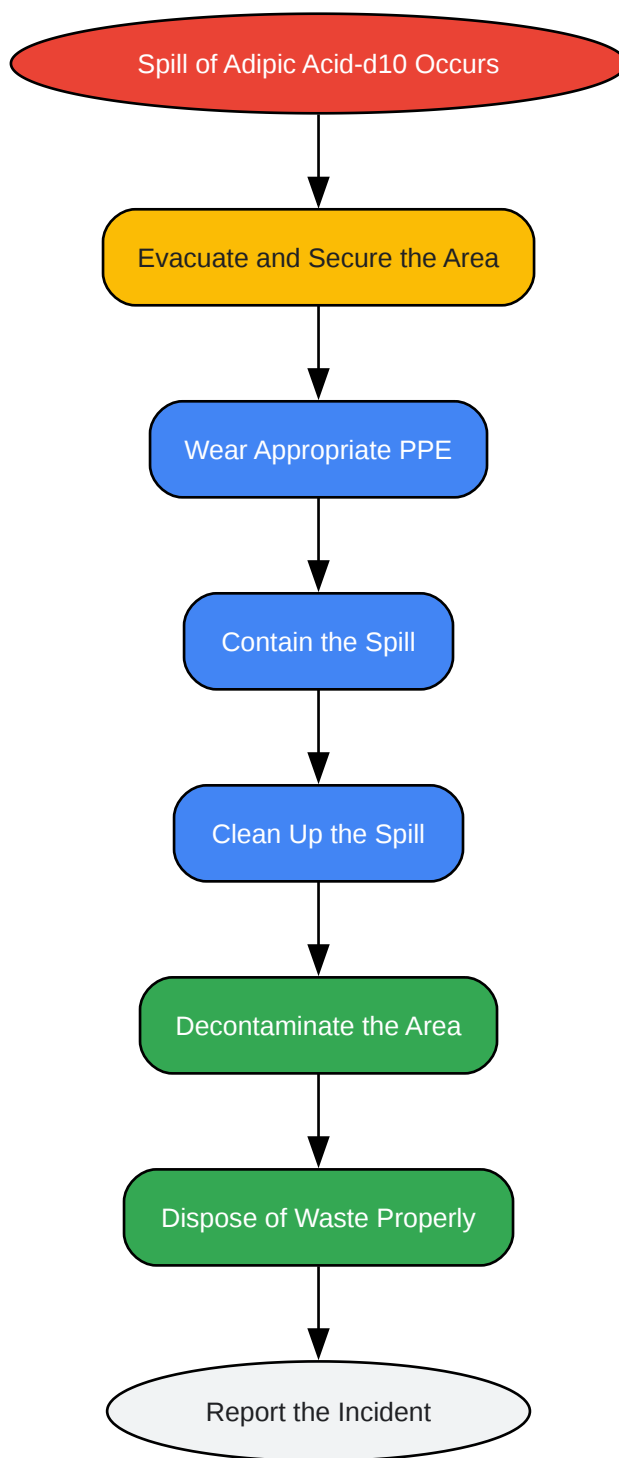 Spill of Adipic Acid-d10 Occurs
Evacuate and Secure the Area
Wear Appropriate PPE
Contain the Spill
Clean Up the Spill
Decontaminate the Area
Dispose of Waste Properly
Report the Incident